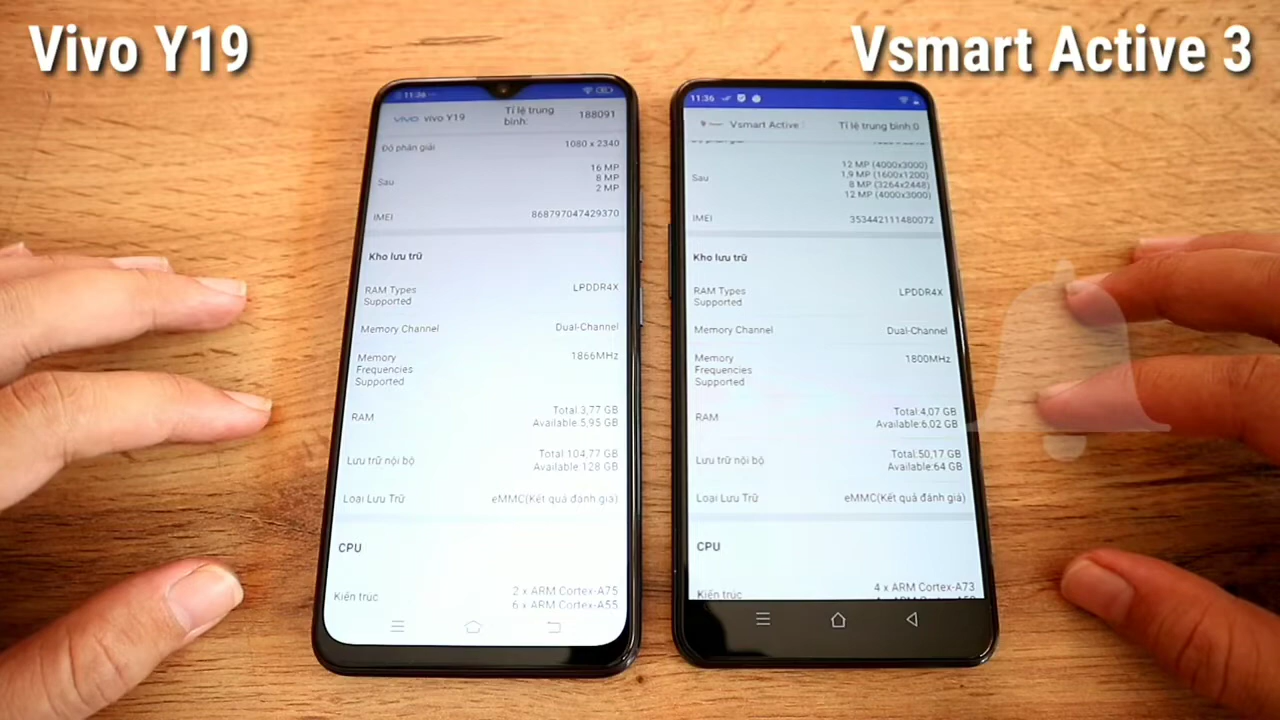 Vivo Y19
Vsmart Active 3
11:36
vivo vivo Y19
Tỉ lệ trung
bình:
188091
Độ phân giải
1080 x 2340
Sau
16 MP
8 MP
2 MP
IMEI
868797047429370
Kho lưu trữ
RAM Types
Supported
LPDDR4X
Memory Channel
Dual-Channel
Memory
Frequencies
Supported
1866MHz
RAM
Total:3,77 GB
Available:5,95 GB
Lưu trữ nội bộ
Total:104,77 GB
Available:128 GB
Loại Lưu Trữ
eMMC(Kết quả đánh giá)
CPU
Kiến trúc
2 x ARM Cortex-A75
6 x ARM Cortex-A55
11:36
Vsmart Active
Tỉ lệ trung bình:0
Sau
12 MP (4000x3000)
1,9 MP (1600x1200)
8 MP (3264x2448)
12 MP (4000x3000)
IMEI
353442111480072
Kho lưu trữ
RAM Types
Supported
LPDDR4X
Memory Channel
Dual-Channel
Memory
Frequencies
Supported
1800MHz
RAM
Total:4,07 GB
Available:6,02 GB
Lưu trữ nội bộ
Total:50,17 GB
Available:64 GB
Loại Lưu Trữ
eMMC(Kết quả đánh giá)
CPU
Kiến trúc
4 x ARM Cortex-A73